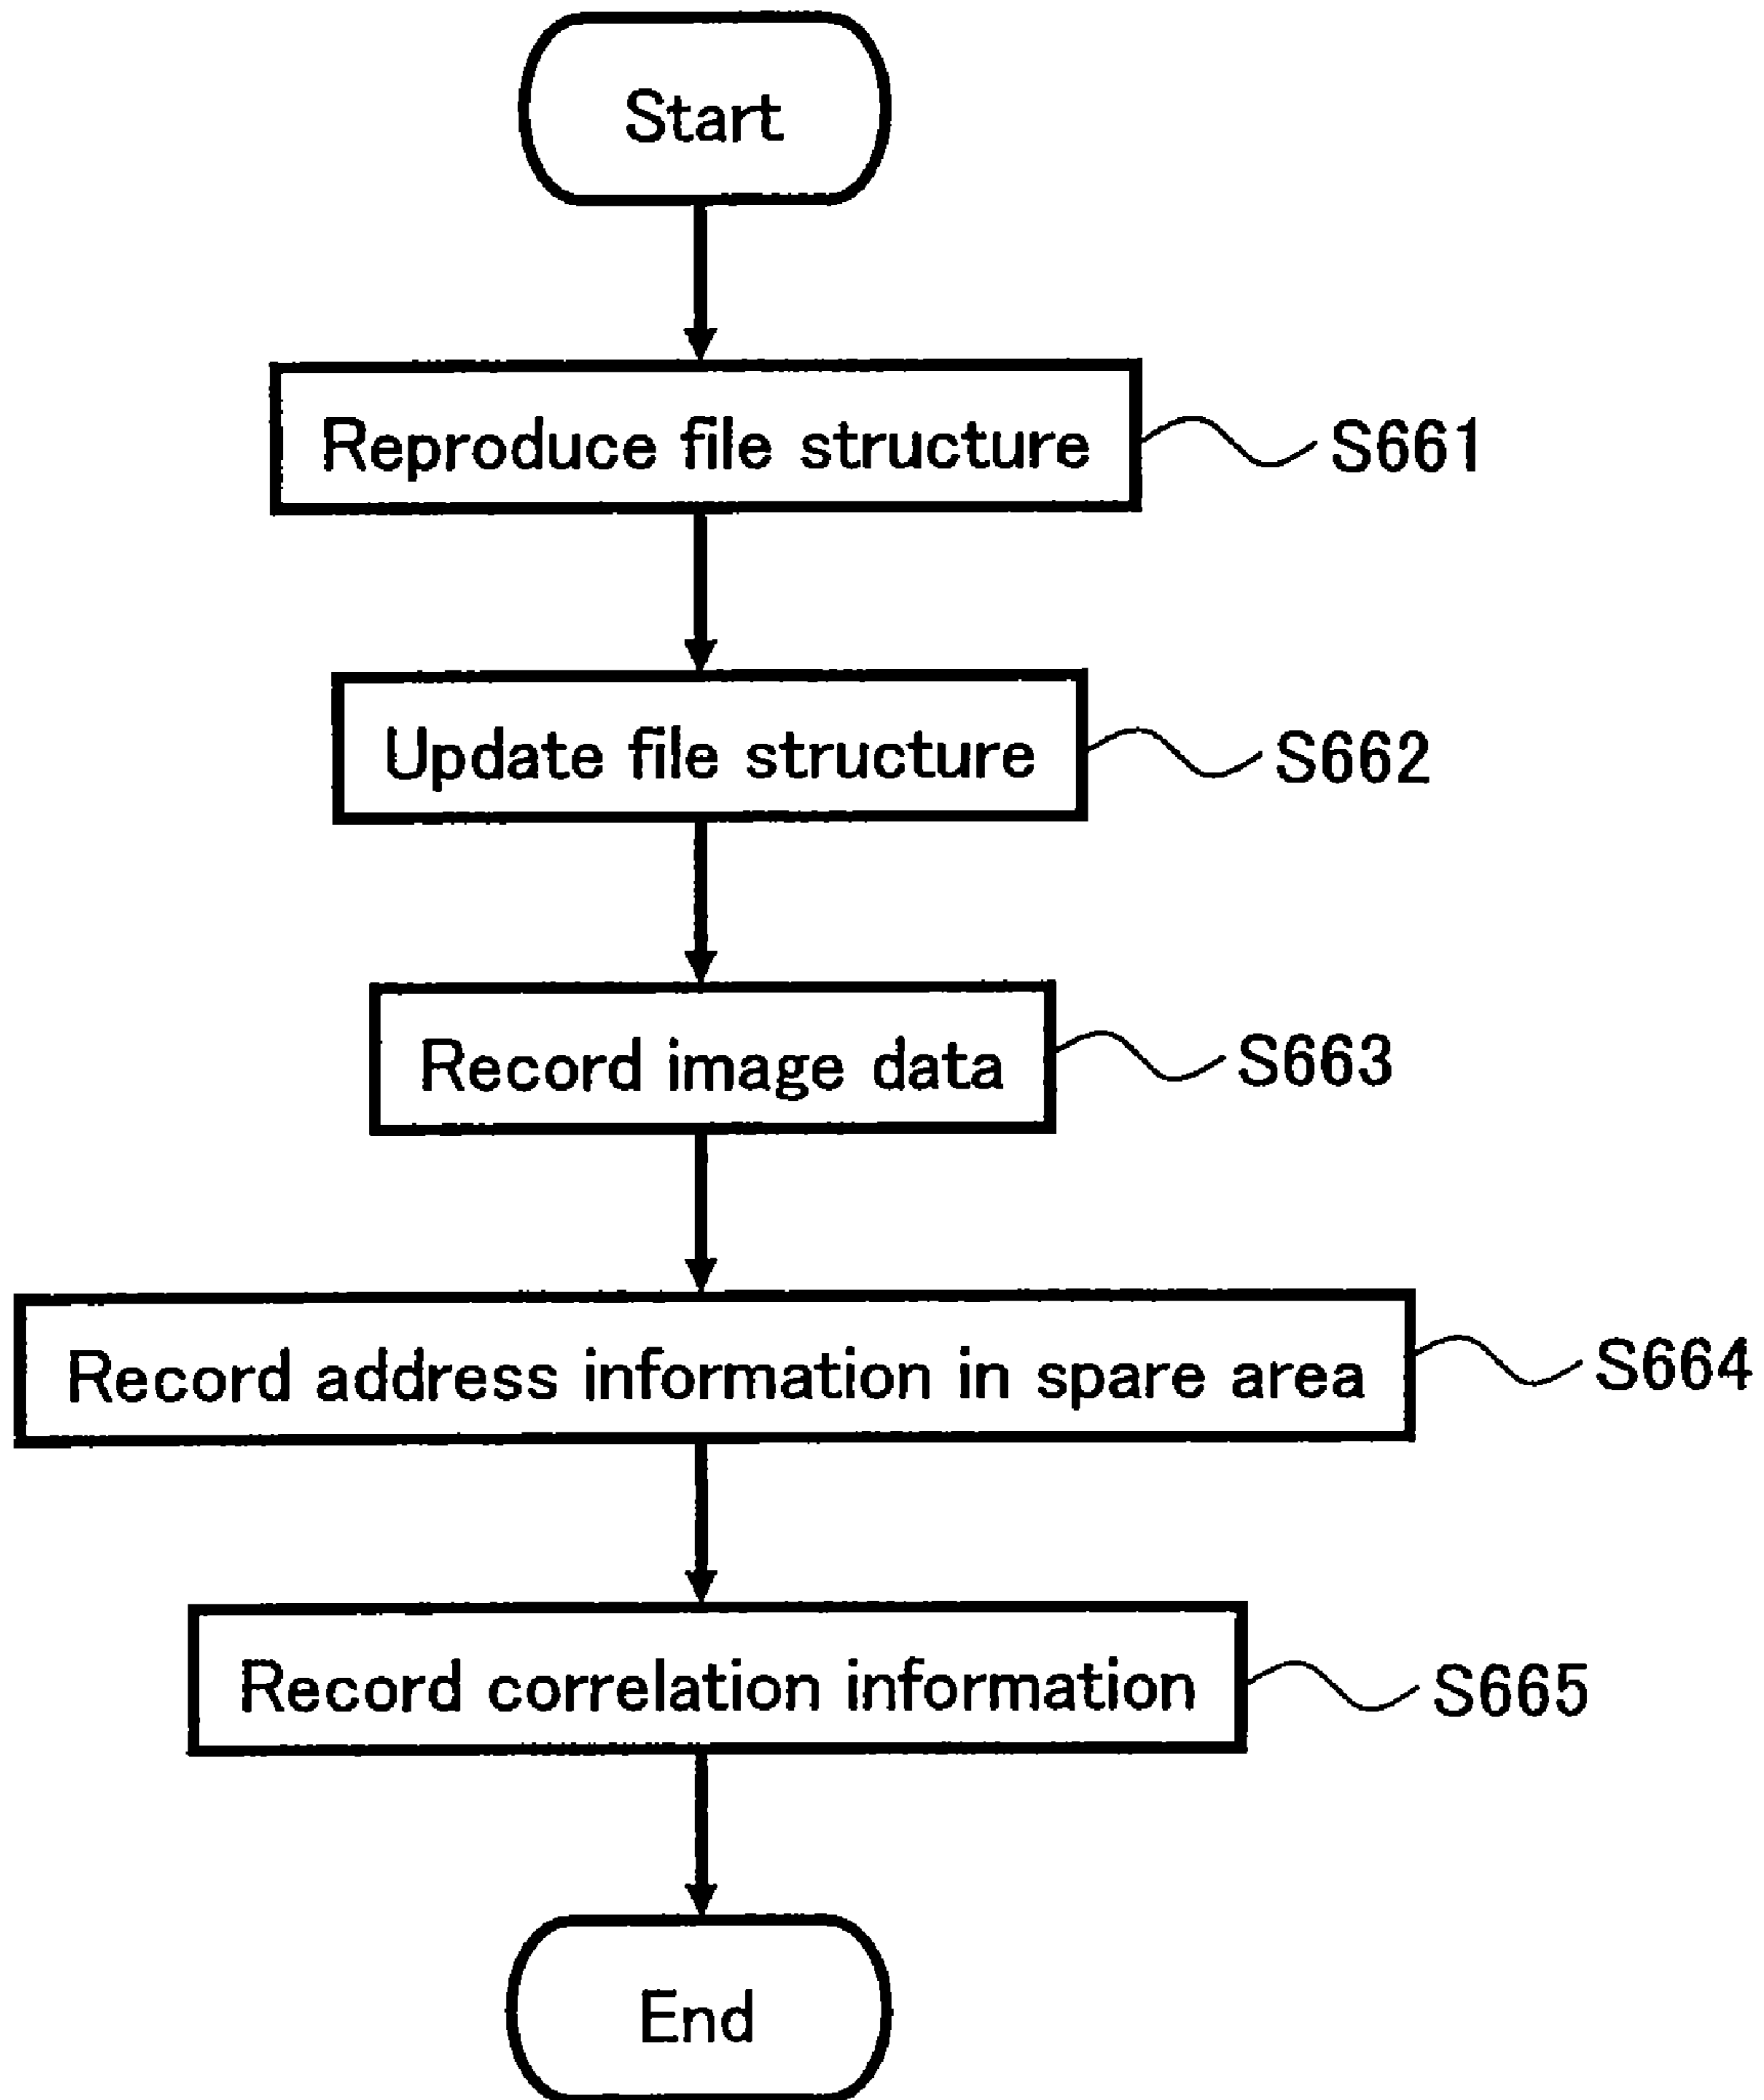 Start
Reproduce file structure
S661
Update file structure
S662
Record image data
S663
Record address information in spare area
S664
Record correlation information
S665
End